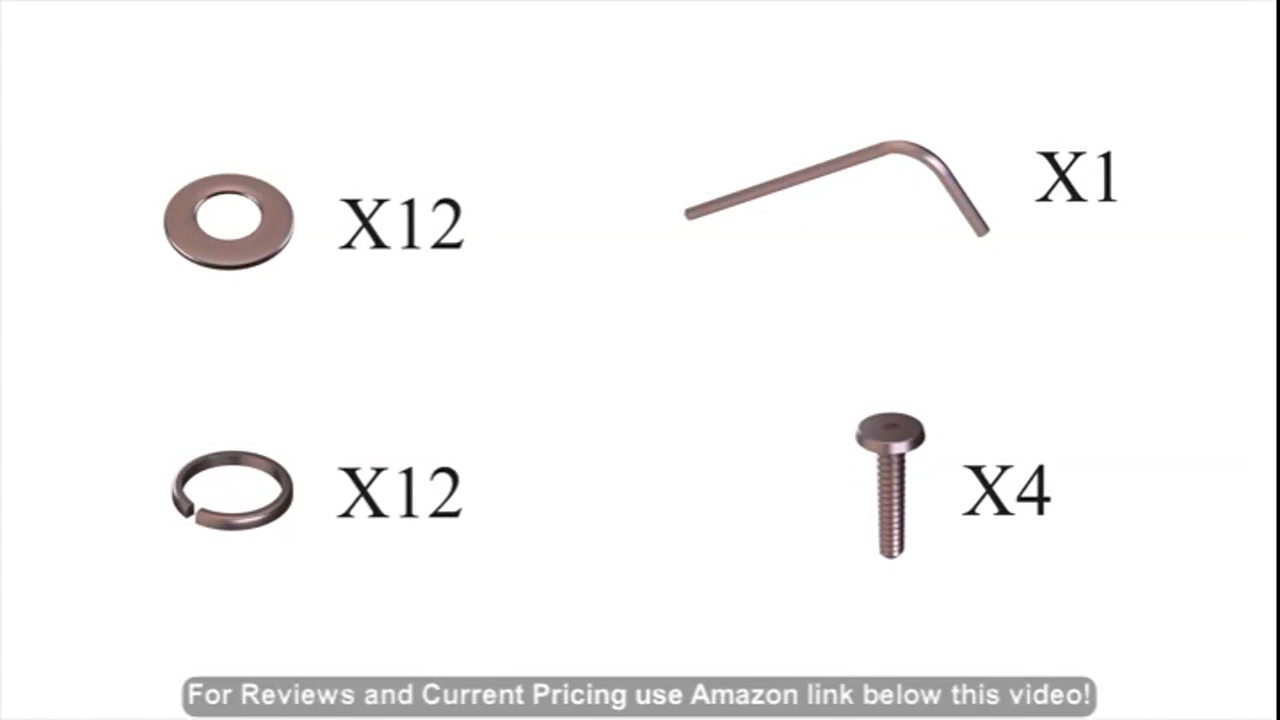 X12
X1
X12
X4
For Reviews and Current Pricing use Amazon link below this video!